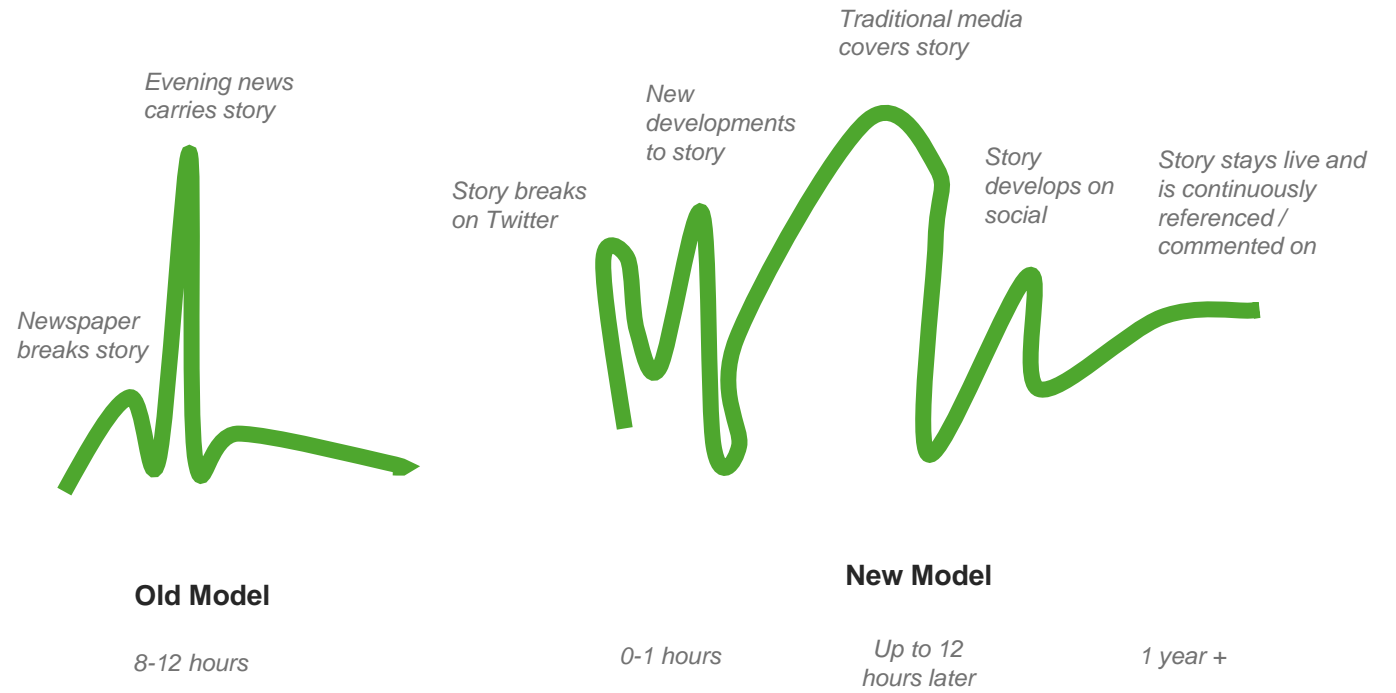 Traditional media
covers story
Evening news
carries story
New
developments
to story
Story
develops on
social
Story stays live and
is continuously
referenced /
commented on
Story breaks
on Twitter
Newspaper
breaks story
Old Model
New Model
8-12 hours
0-1 hours
Up to 12
hours later
1 year +